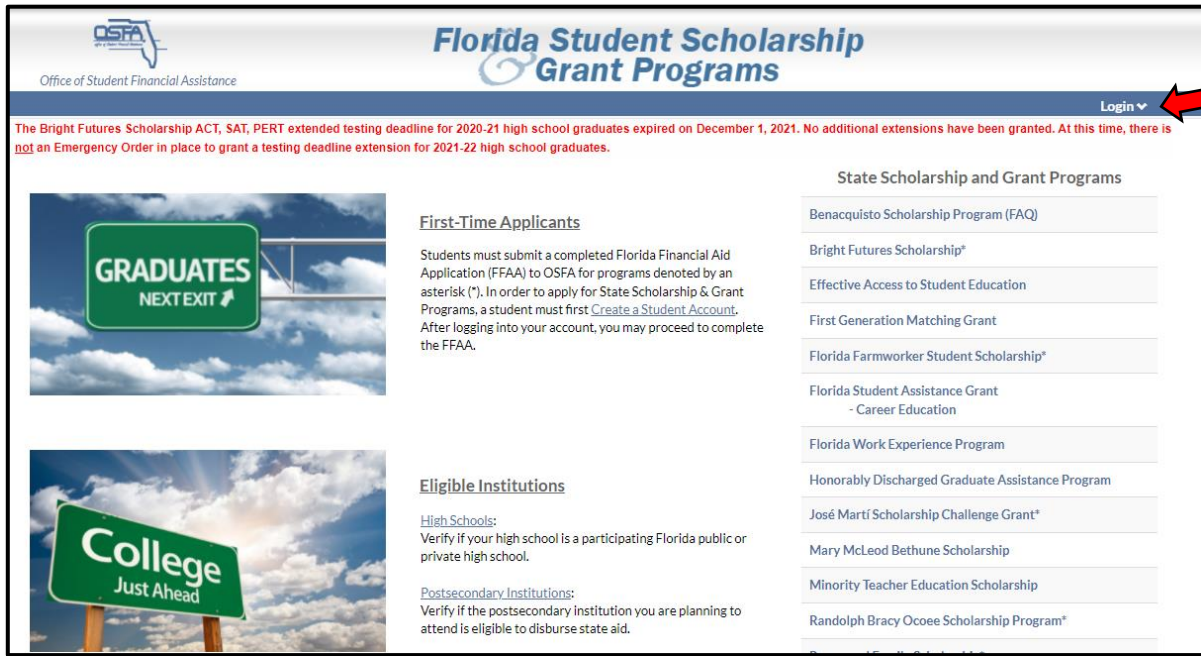 OSFA
Office of Student Financial Assistance
Florida Student Scholarship
& Grant Programs
Login
The Bright Futures Scholarship ACT, SAT, PERT extended testing deadline for 2020-21 high school graduates expired on December 1, 2021. No additional extensions have been granted. At this time, there is
not an Emergency Order in place to grant a testing deadline extension for 2021-22 high school graduates.
GRADUATES
NEXT EXIT
First-Time Applicants
Students must submit a completed Florida Financial Aid
Application (FFAA) to OSFA for programs denoted by an
asterisk (*). In order to apply for State Scholarship & Grant
Programs, a student must first Create a Student Account.
After logging into your account, you may proceed to complete
the FFAA.
College
Just Ahead
Eligible Institutions
High Schools:
Verify if your high school is a participating Florida public or
private high school.
Postsecondary Institutions:
Verify if the postsecondary institution you are planning to
attend is eligible to disburse state aid.
State Scholarship and Grant Programs
Benacquisto Scholarship Program (FAQ)
Bright Futures Scholarship*
Effective Access to Student Education
First Generation Matching Grant
Florida Farmworker Student Scholarship*
Florida Student Assistance Grant
- Career Education
Florida Work Experience Program
Honorably Discharged Graduate Assistance Program
José Martí Scholarship Challenge Grant*
Mary McLeod Bethune Scholarship
Minority Teacher Education Scholarship
Randolph Bracy Ocoee Scholarship Program*